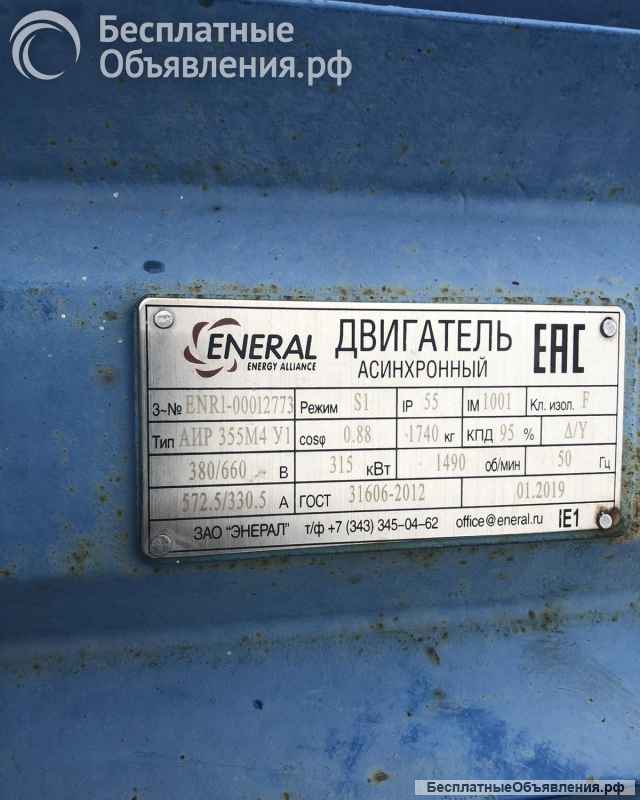 Бесплатные
Объявления.рф
ENERAL
ENERGY ALLIANCE
ДВИГАТЕЛЬ
АСИНХРОННЫЙ
EAC
3~№ ENR1-00012773 Режим S1 IP 55 IM 1001 Кл. изол. F
Тип АИР 355М4 У1 cosφ 0.88 1740 кг КПД 95 % Δ/Y
380/660 В 315 кВт 1490 об/мин 50 Гц
572.5/330.5 А ГОСТ 31606-2012 01.2019
ЗАО "ЭНЕРАЛ" т/ф +7 (343) 345-04-62 office@eneral.ru IE1
БесплатныеОбъявления.рф